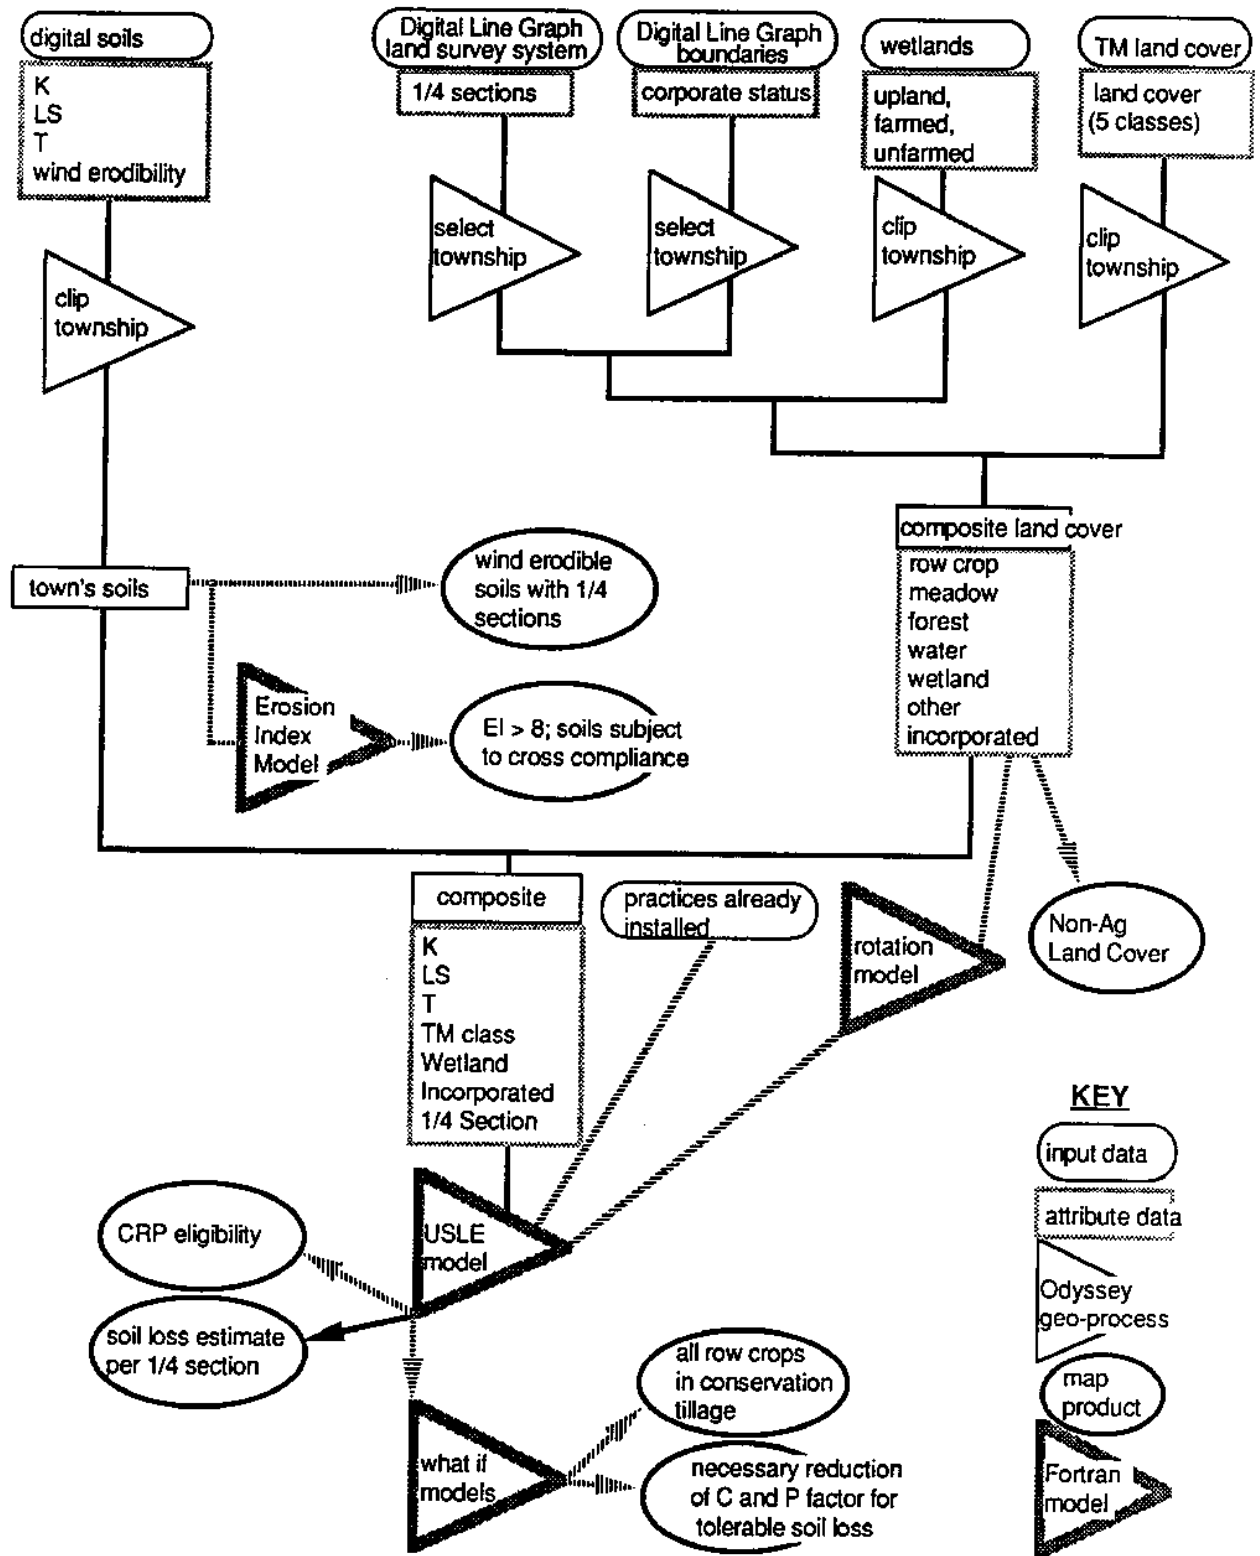 digital soils
K
LS
T
wind erodibility
Digital Line Graph
land survey system
1/4 sections
Digital Line Graph
boundaries
corporate status
wetlands
upland,
farmed,
unfarmed
TM land cover
land cover
(5 classes)
clip
township
select
township
select
township
clip
township
clip
township
town's soils
wind erodible
soils with 1/4
sections
Erosion
Index
Model
EI > 8; soils subject
to cross compliance
composite land cover
row crop
meadow
forest
water
wetland
other
incorporated
composite
K
LS
T
TM class
Wetland
Incorporated
1/4 Section
practices already
installed
rotation
model
Non-Ag
Land Cover
USLE
model
CRP eligibility
soil loss estimate
per 1/4 section
what if
models
all row crops
in conservation
tillage
necessary reduction
of C and P factor for
tolerable soil loss
KEY
input data
attribute data
Odyssey
geo-process
map
product
Fortran
model